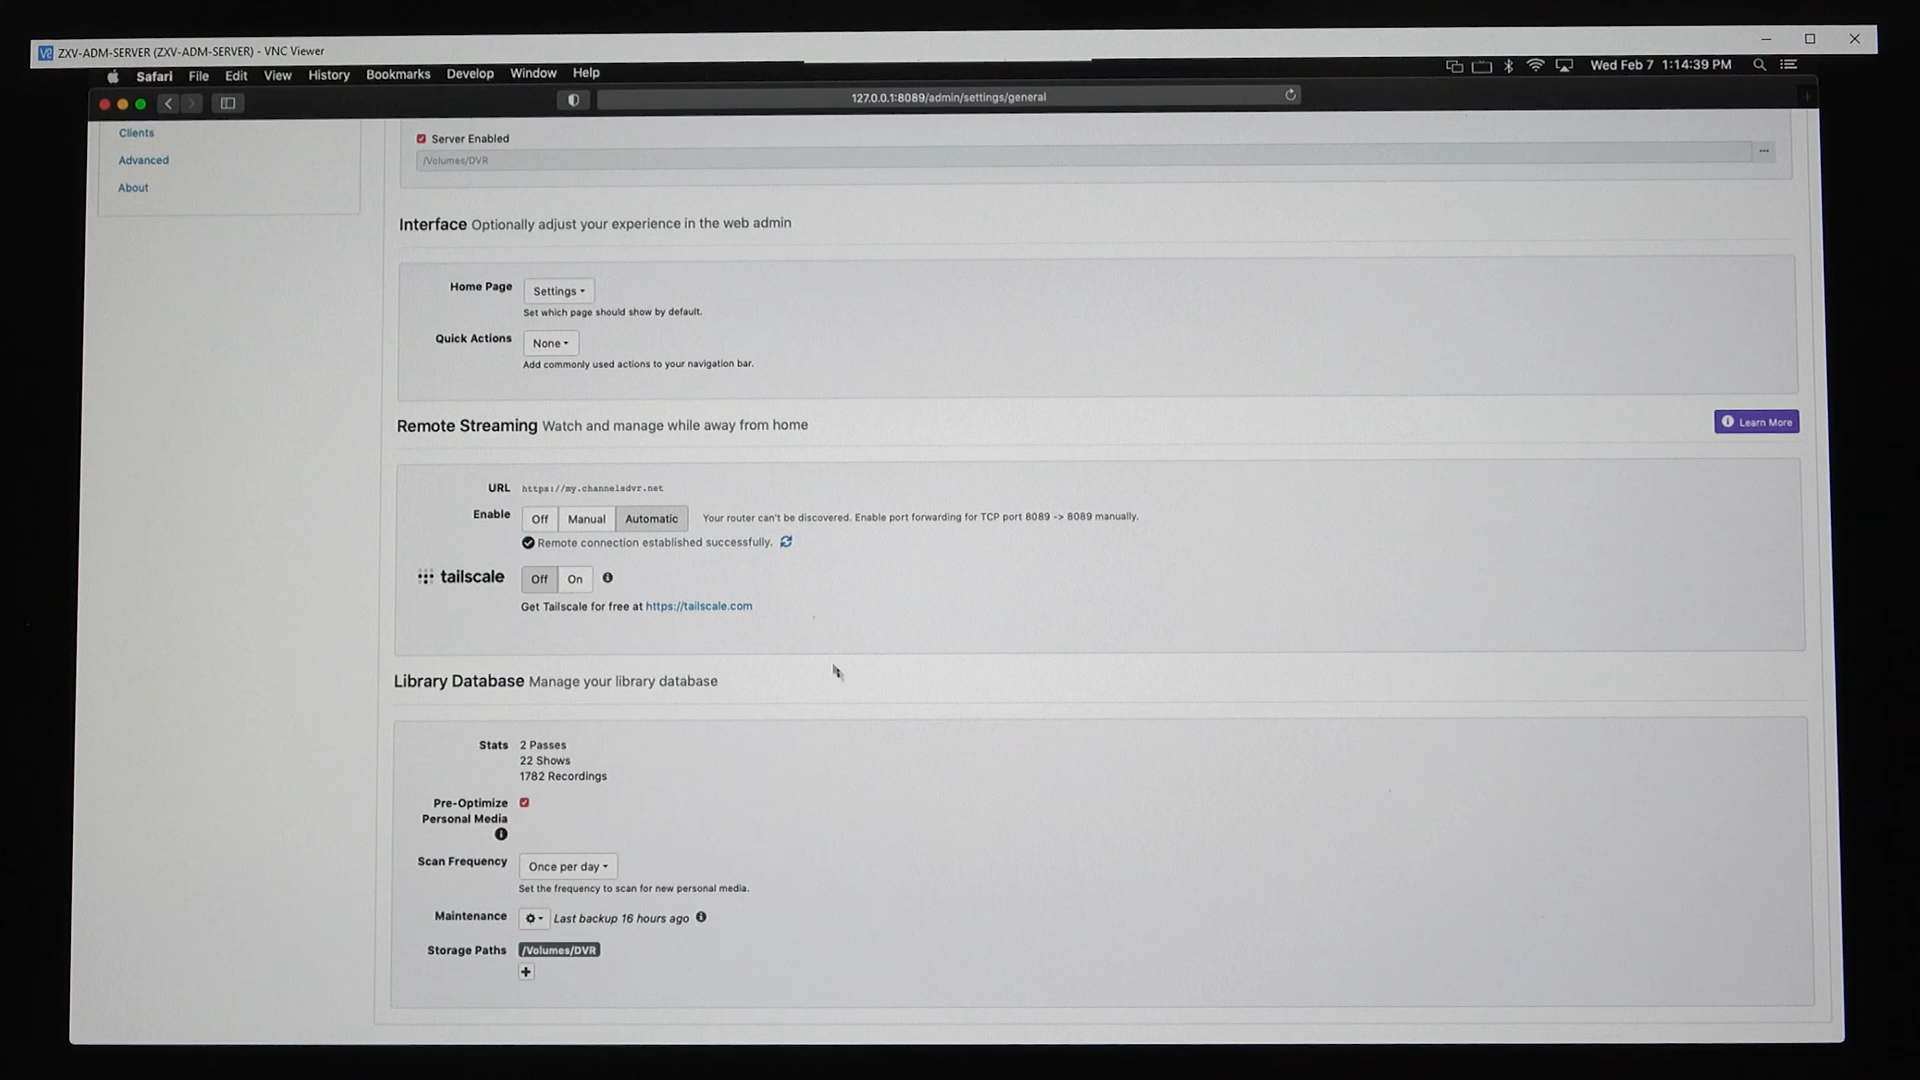 ZXV-ADM-SERVER (ZXV-ADM-SERVER) - VNC Viewer
Safari File Edit View History Bookmarks Develop Window Help
Wed Feb 7 1:14:39 PM
127.0.0.1:8089/admin/settings/general
Clients
Advanced
About
Server Enabled
/Volumes/DVR
Interface Optionally adjust your experience in the web admin
Home Page Settings
Set which page should show by default.
Quick Actions None
Add commonly used actions to your navigation bar.
Remote Streaming Watch and manage while away from home
Learn More
URL https://my.channelsdvr.net
Enable Off Manual Automatic Your router can't be discovered. Enable port forwarding for TCP port 8089 -> 8089 manually.
Remote connection established successfully.
tailscale Off On
Get Tailscale for free at https://tailscale.com
Library Database Manage your library database
Stats 2 Passes
22 Shows
1782 Recordings
Pre-Optimize
Personal Media
Scan Frequency Once per day
Set the frequency to scan for new personal media.
Maintenance Last backup 16 hours ago
Storage Paths /Volumes/DVR